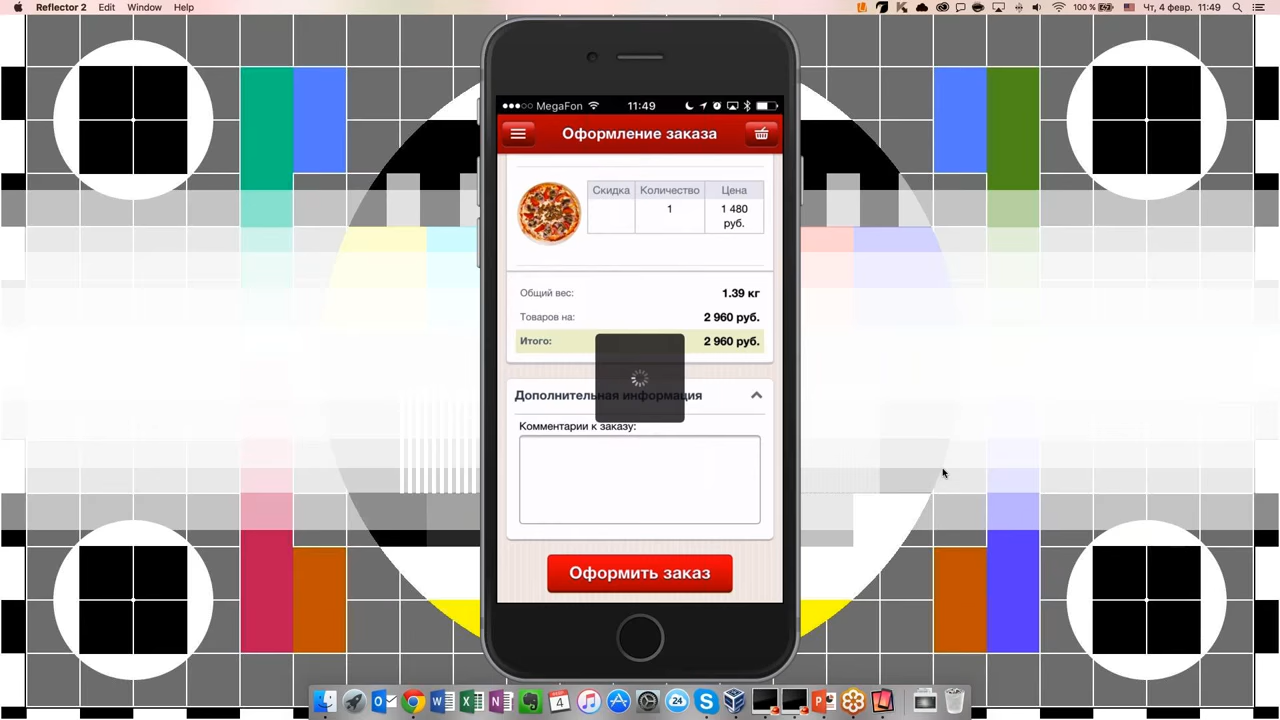 Reflector 2 Edit Window Help 100 % Чт, 4 февр. 11:49
MegaFon 11:49
Оформление заказа
Скидка Количество Цена
1 1 480
руб.
Общий вес: 1.39 кг
Товаров на: 2 960 руб.
Итого: 2 960 руб.
Дополнительная информация
Комментарии к заказу:
Оформить заказ
4 24